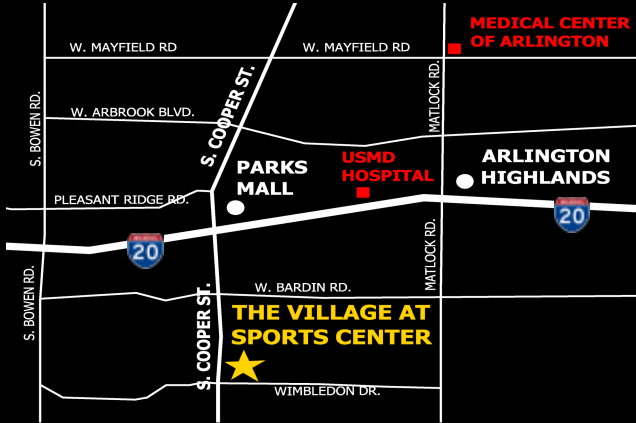 MEDICAL CENTER
OF ARLINGTON
W. MAYFIELD RD
W. MAYFIELD RD
S. BOWEN RD.
S. COOPER ST.
MATLOCK RD.
W. ARBROOK BLVD.
PARKS
MALL
USMD
HOSPITAL
ARLINGTON
HIGHLANDS
PLEASANT RIDGE RD.
20
20
S. BOWEN RD.
S. COOPER ST.
MATLOCK RD.
W. BARDIN RD.
THE VILLAGE AT
SPORTS CENTER
WIMBLEDON DR.